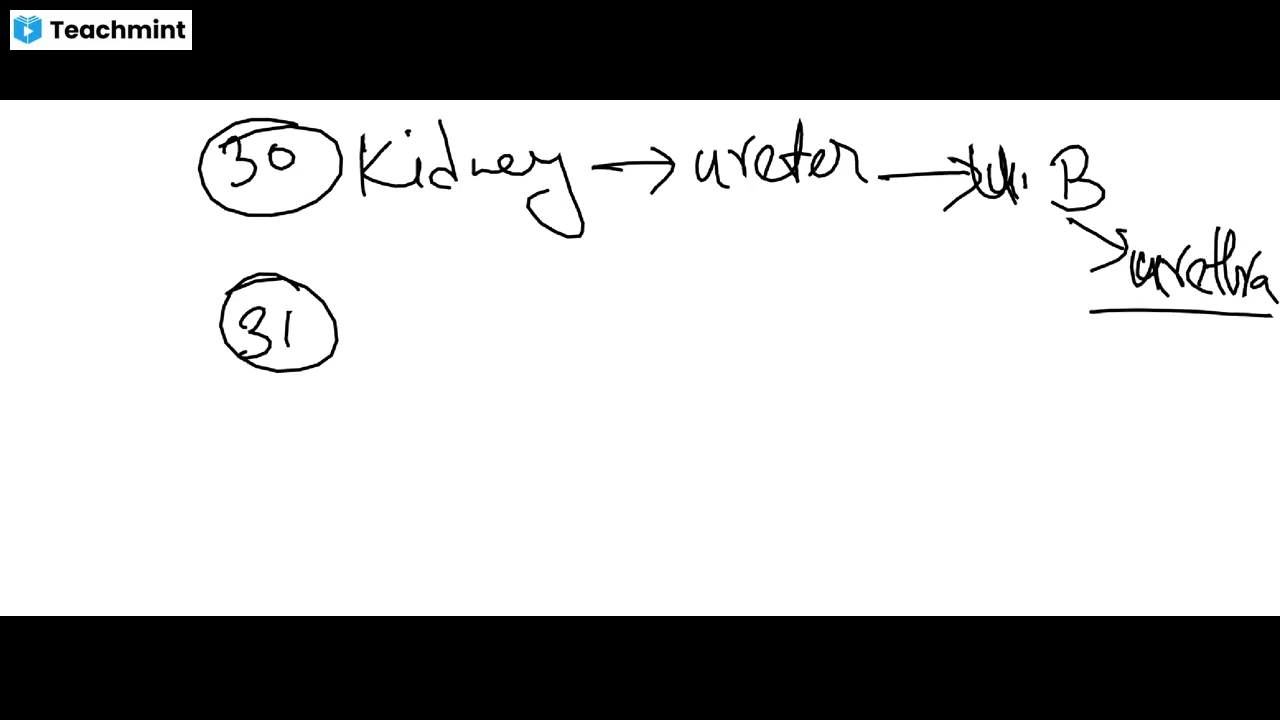 Teachmint
30 Kidney → ureter → U. B
→ urethra
31